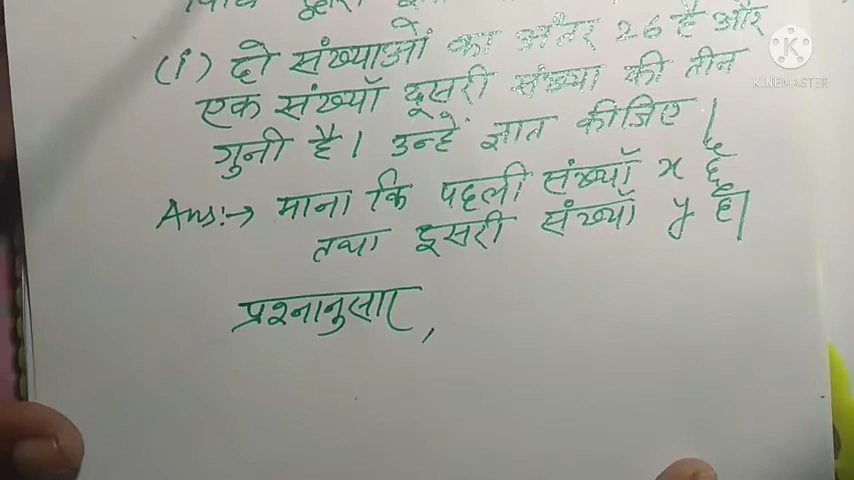 (i) दो संख्याओं का अंतर 26 है और
एक संख्याँ दूसरी संख्या की तीन
गुनी है। उन्हें ज्ञात कीजिए।
Ans:→ माना कि पहली संख्याँ x है
तथा दूसरी संख्याँ y है।
प्रश्नानुसार,
KINEMASTER